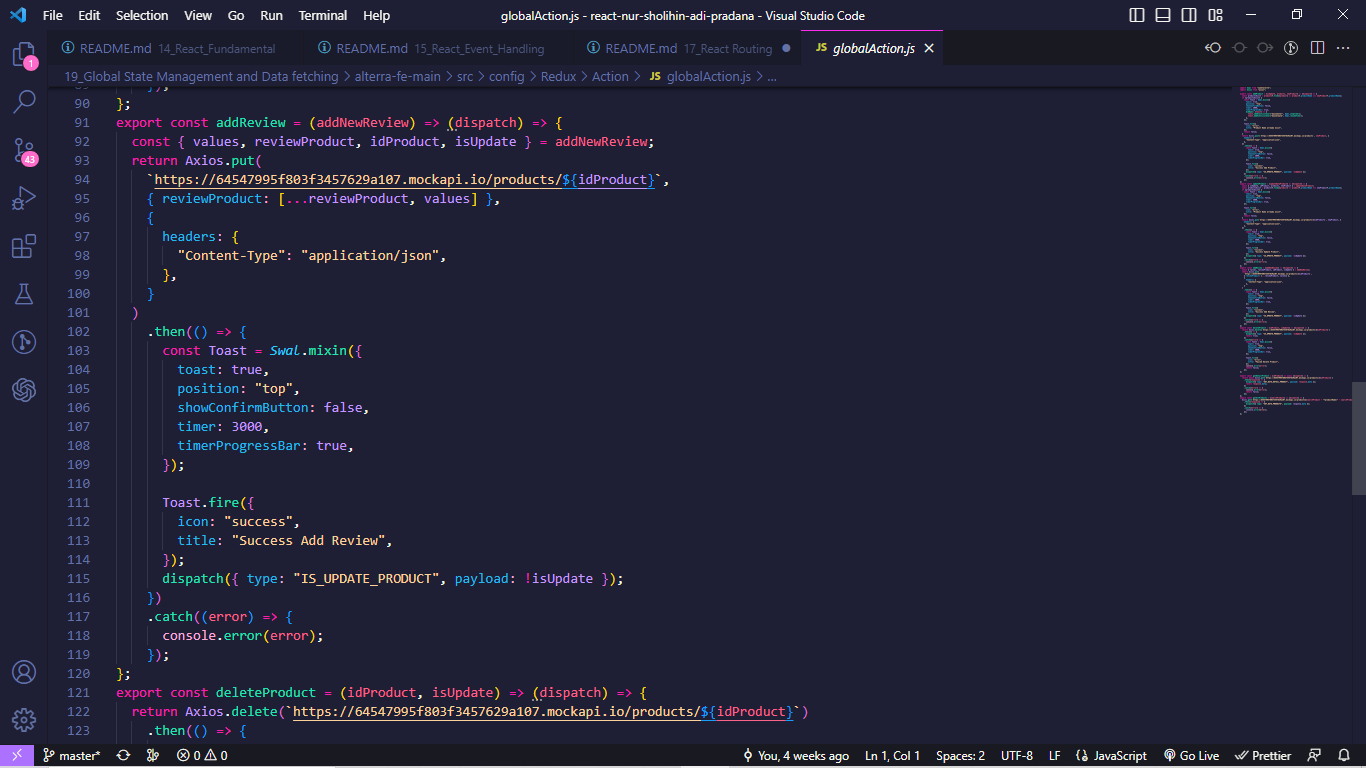 File Edit Selection View Go Run Terminal Help
globalAction.js - react-nur-sholihin-adi-pradana - Visual Studio Code
README.md 14_React_Fundamental
README.md 15_React_Event_Handling
README.md 17_React Routing
JS globalAction.js
19_Global State Management and Data fetching > alterra-fe-main > src > config > Redux > Action > JS globalAction.js > ...
1
43
90 };
91 export const addReview = (addNewReview) => (dispatch) => {
92 const { values, reviewProduct, idProduct, isUpdate } = addNewReview;
93 return Axios.put(
94 `https://64547995f803f3457629a107.mockapi.io/products/${idProduct}`,
95 { reviewProduct: [...reviewProduct, values] },
96 {
97 headers: {
98 "Content-Type": "application/json",
99 },
100 }
101 )
102 .then(() => {
103 const Toast = Swal.mixin({
104 toast: true,
105 position: "top",
106 showConfirmButton: false,
107 timer: 3000,
108 timerProgressBar: true,
109 });
110
111 Toast.fire({
112 icon: "success",
113 title: "Success Add Review",
114 });
115 dispatch({ type: "IS_UPDATE_PRODUCT", payload: !isUpdate });
116 })
117 .catch((error) => {
118 console.error(error);
119 });
120 };
121 export const deleteProduct = (idProduct, isUpdate) => (dispatch) => {
122 return Axios.delete(`https://64547995f803f3457629a107.mockapi.io/products/${idProduct}`)
123 .then(() => {
master* 0 0 You, 4 weeks ago Ln 1, Col 1 Spaces: 2 UTF-8 LF {} JavaScript Go Live Prettier